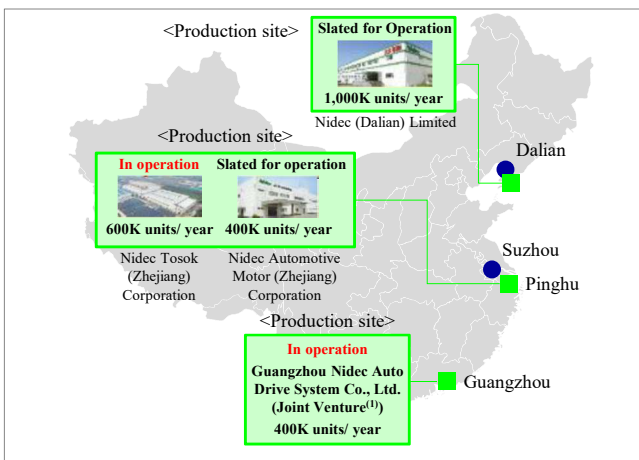 <Production site>
Slated for Operation
1,000K units/ year
Nidec (Dalian) Limited
<Production site>
In operation
600K units/ year
Slated for operation
400K units/ year
Nidec Tosok
(Zhejiang)
Corporation
Nidec Automotive
Motor (Zhejiang)
Corporation
Dalian
Suzhou
Pinghu
<Production site>
In operation
Guangzhou Nidec Auto
Drive System Co., Ltd.
(Joint Venture(1))
400K units/ year
Guangzhou